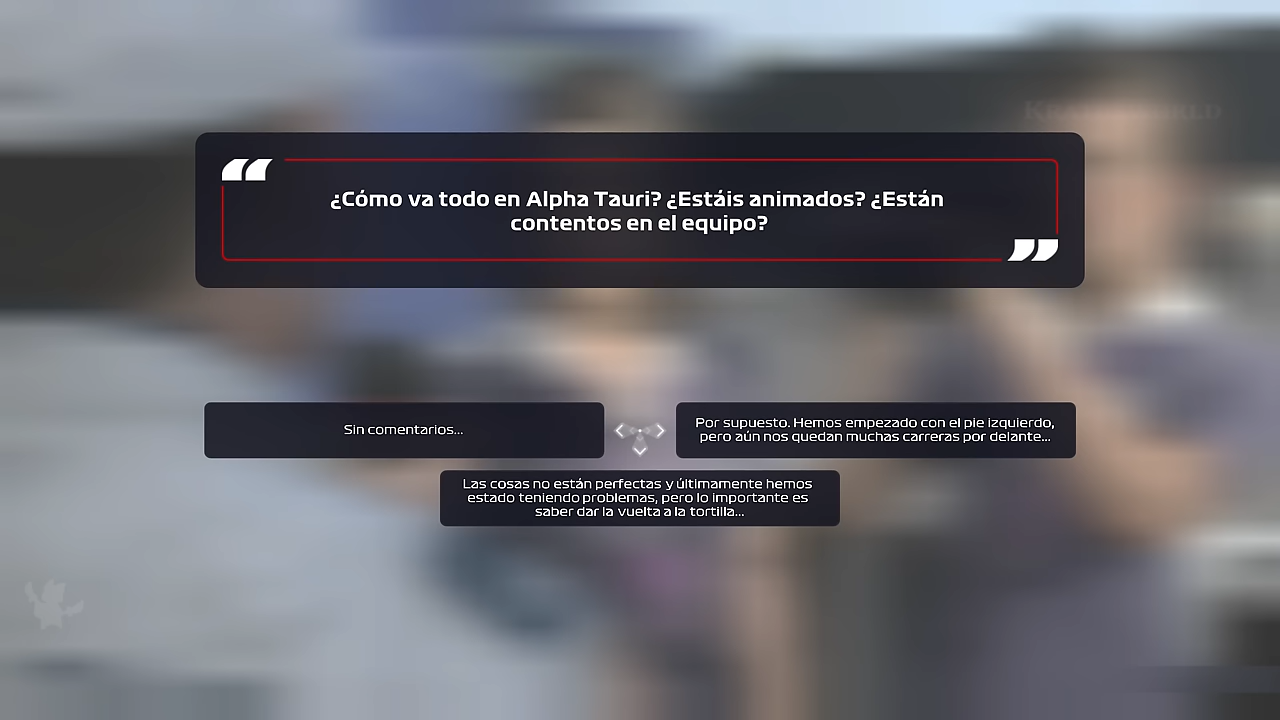 ¿Cómo va todo en Alpha Tauri? ¿Estáis animados? ¿Están
contentos en el equipo?
Sin comentarios...
Por supuesto. Hemos empezado con el pie izquierdo,
pero aún nos quedan muchas carreras por delante...
Las cosas no están perfectas y últimamente hemos
estado teniendo problemas, pero lo importante es
saber dar la vuelta a la tortilla...